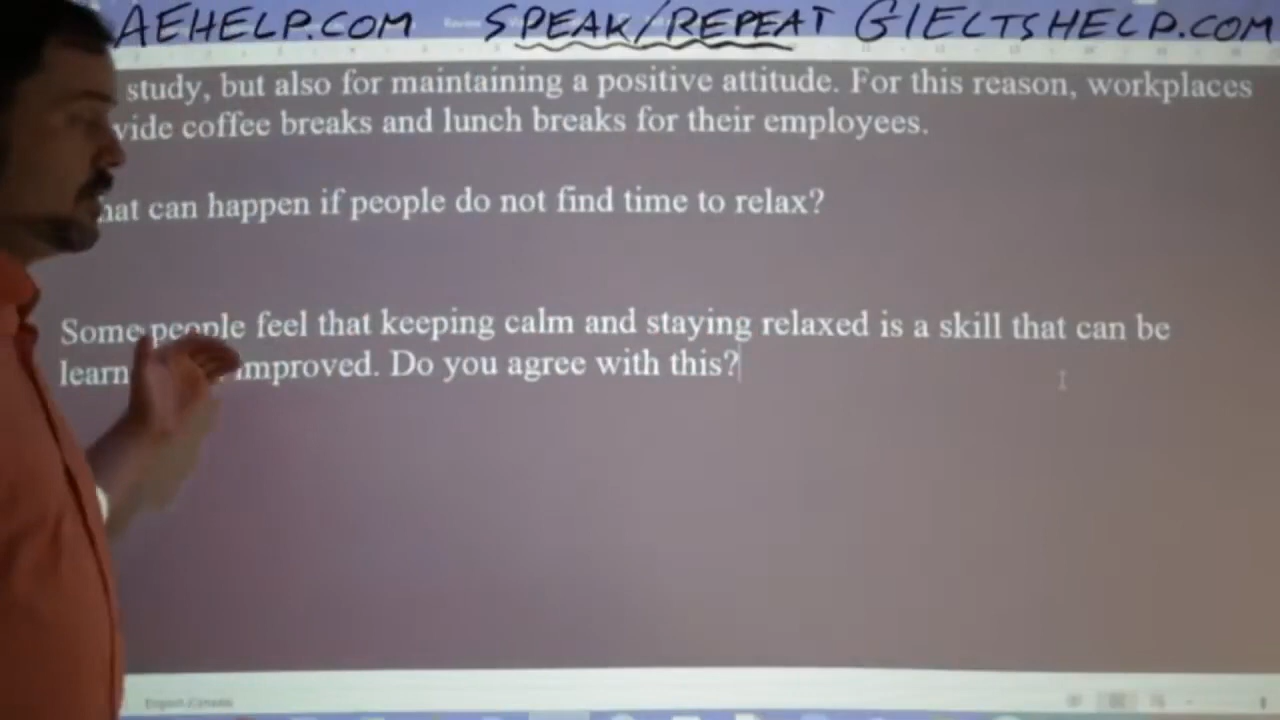 AEHELP.COM SPEAK/REPEAT GIELTSHELP.COM
study, but also for maintaining a positive attitude. For this reason, workplaces
vide coffee breaks and lunch breaks for their employees.
hat can happen if people do not find time to relax?
Some people feel that keeping calm and staying relaxed is a skill that can be
learn improved. Do you agree with this?